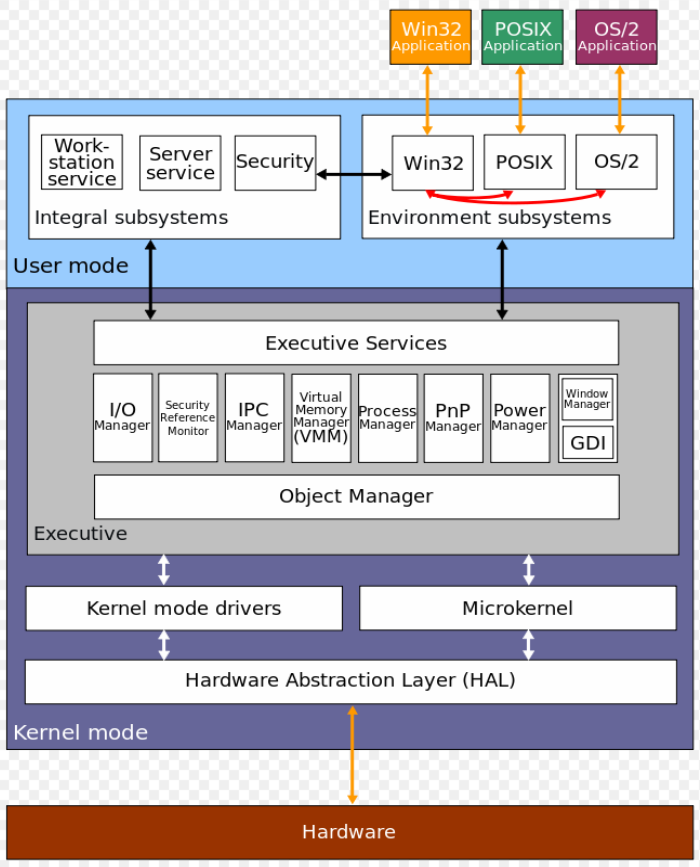 Win32
Application
POSIX
Application
OS/2
Application
Work-
station
service
Server
service
Security
Integral subsystems
Win32
POSIX
OS/2
Environment subsystems
User mode
Executive Services
I/O
Manager
Security
Reference
Monitor
IPC
Manager
Virtual
Memory
Manager
(VMM)
Process
Manager
PnP
Manager
Power
Manager
Window
Manager
GDI
Object Manager
Executive
Kernel mode drivers
Microkernel
Hardware Abstraction Layer (HAL)
Kernel mode
Hardware